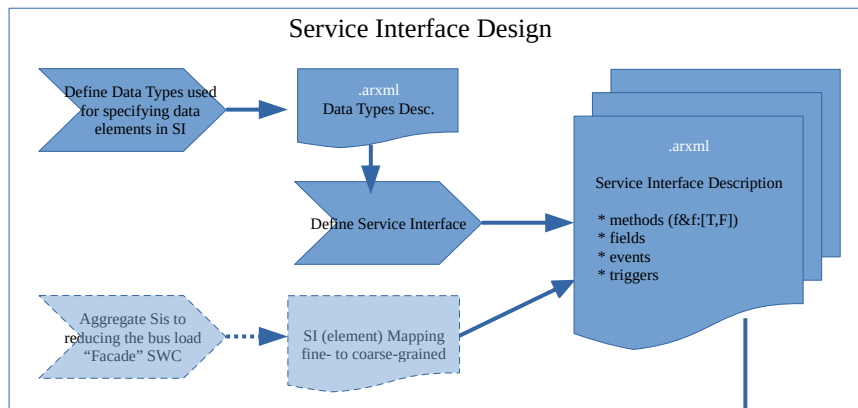 Service Interface Design
Define Data Types used
for specifying data
elements in SI
.arxml
Data Types Desc.
.arxml
Service Interface Description
* methods (f&f:[T,F])
* fields
* events
* triggers
Define Service Interface
Aggregate Sis to
reducing the bus load
“Facade” SWC
SI (element) Mapping
fine- to coarse-grained